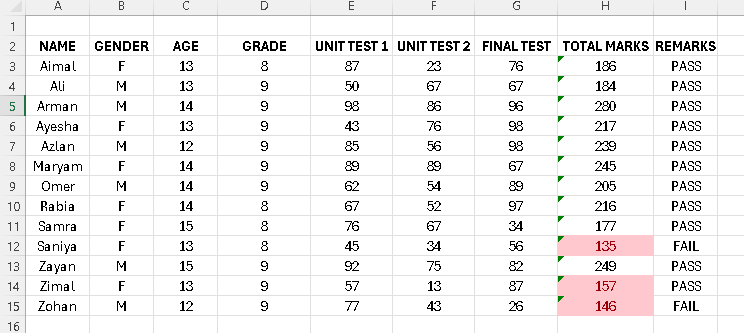 A B C D E F G H I
1
2 NAME GENDER AGE GRADE UNIT TEST 1 UNIT TEST 2 FINAL TEST TOTAL MARKS REMARKS
3 Aimal F 13 8 87 23 76 186 PASS
4 Ali M 13 9 50 67 67 184 PASS
5 Arman M 14 9 98 86 96 280 PASS
6 Ayesha F 13 9 43 76 98 217 PASS
7 Azlan M 12 9 85 56 98 239 PASS
8 Maryam F 14 9 89 89 67 245 PASS
9 Omer M 14 9 62 54 89 205 PASS
10 Rabia F 14 8 67 52 97 216 PASS
11 Samra F 15 8 76 67 34 177 PASS
12 Saniya F 13 8 45 34 56 135 FAIL
13 Zayan M 15 9 92 75 82 249 PASS
14 Zimal F 13 9 57 13 87 157 PASS
15 Zohan M 12 9 77 43 26 146 FAIL
16